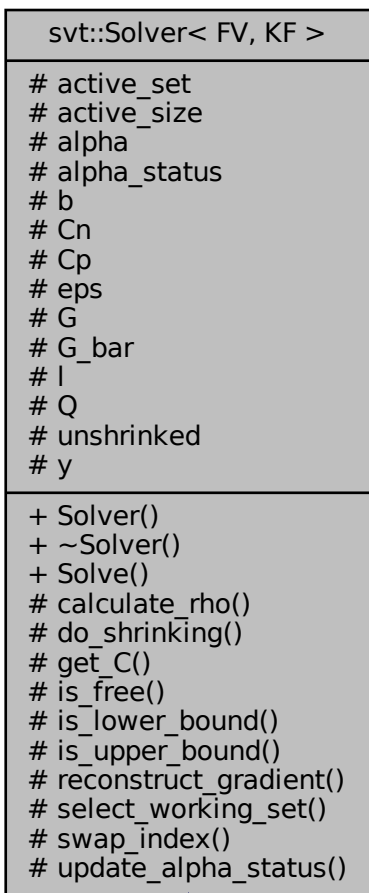 svt::Solver< FV, KF >
# active_set
# active_size
# alpha
# alpha_status
# b
# Cn
# Cp
# eps
# G
# G_bar
# l
# Q
# unshrinked
# y
+ Solver()
+ ~Solver()
+ Solve()
# calculate_rho()
# do_shrinking()
# get_C()
# is_free()
# is_lower_bound()
# is_upper_bound()
# reconstruct_gradient()
# select_working_set()
# swap_index()
# update_alpha_status()